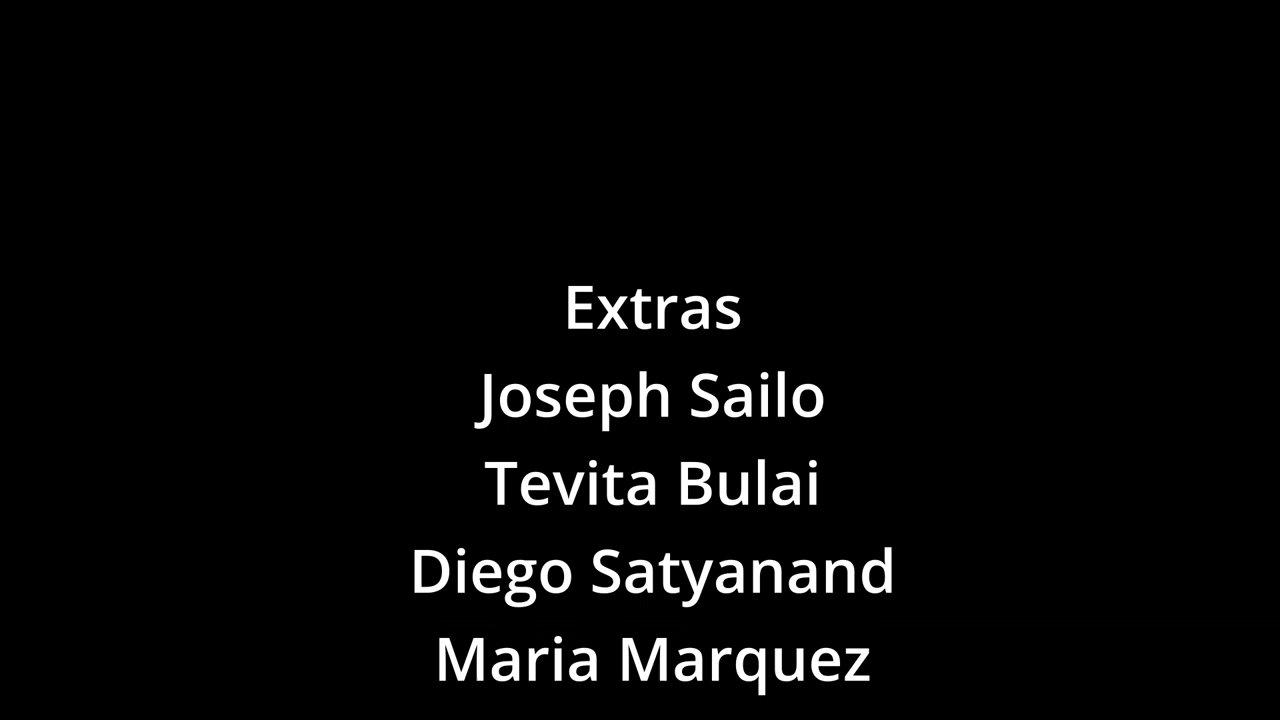 Extras
Joseph Sailo
Tevita Bulai
Diego Satyanand
Maria Marquez